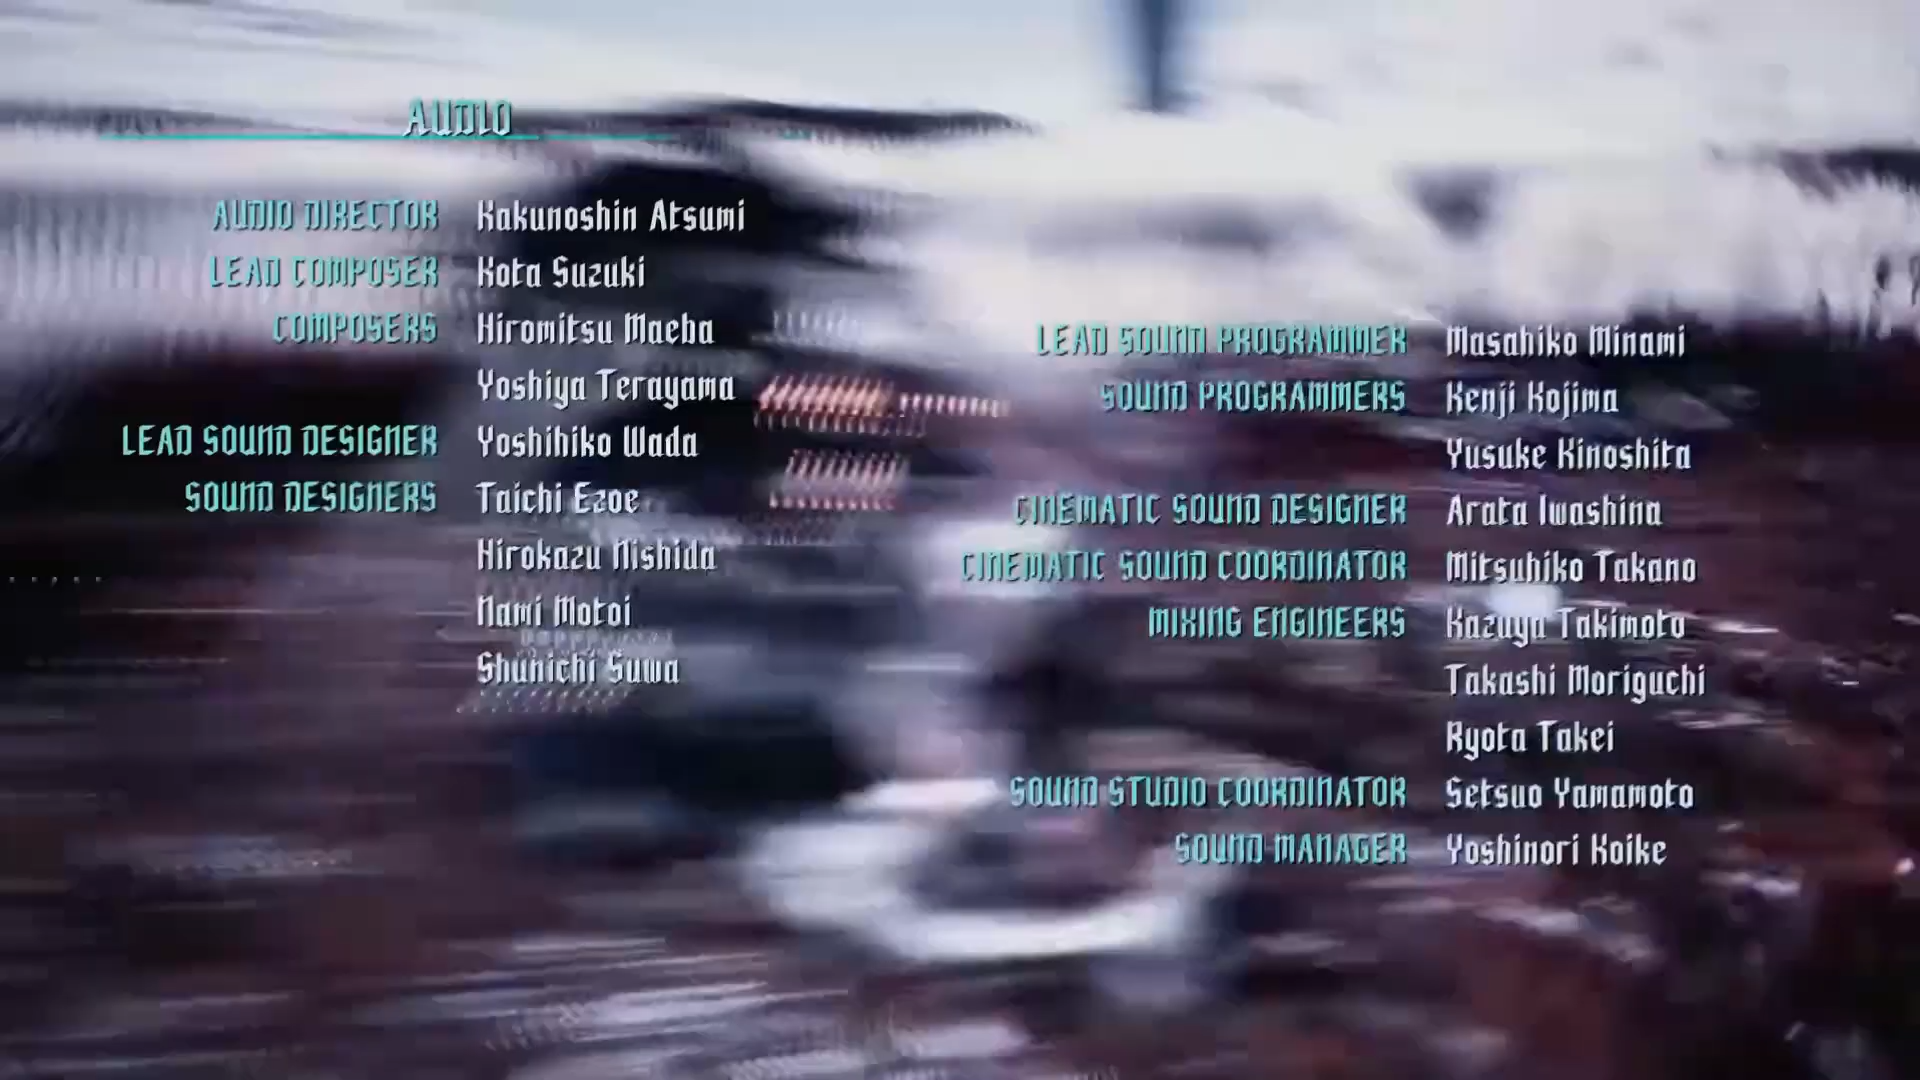 AUDIO
AUDIO DIRECTOR Kakunoshin Atsumi
LEAD COMPOSER Kota Suzuki
COMPOSERS Hiromitsu Maeba
Yoshiya Terayama
LEAD SOUND DESIGNER Yoshihiko Wada
SOUND DESIGNERS Taichi Ezoe
Hirokazu Nishida
Nami Motoi
Shunichi Suwa
LEAD SOUND PROGRAMMER Masahiko Minami
SOUND PROGRAMMERS Kenji Kojima
Yusuke Kinoshita
CINEMATIC SOUND DESIGNER Arata Iwashina
CINEMATIC SOUND COORDINATOR Mitsuhiko Takano
MIXING ENGINEERS Kazuya Takimoto
Takashi Moriguchi
Ryota Takei
SOUND STUDIO COORDINATOR Setsuo Yamamoto
SOUND MANAGER Yoshinori Koike